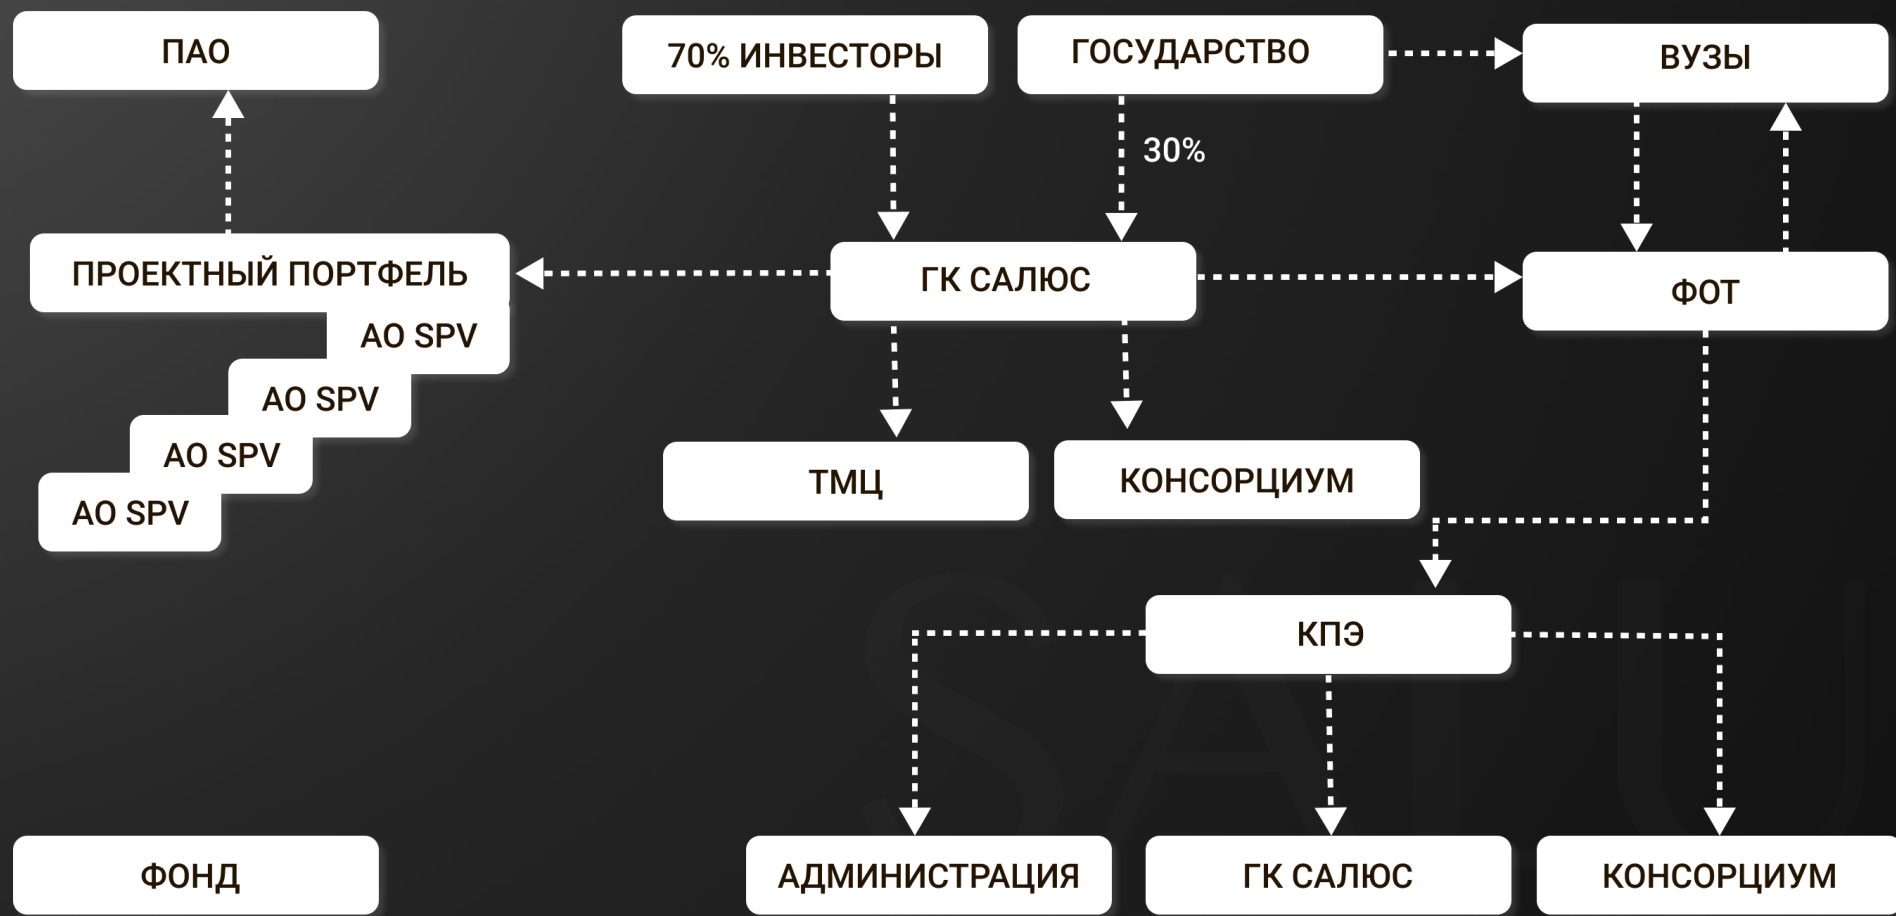 ПАО
70% ИНВЕСТОРЫ
ГОСУДАРСТВО
ВУЗЫ
30%
ПРОЕКТНЫЙ ПОРТФЕЛЬ
ГК САЛЮС
ФОТ
АО SPV
АО SPV
АО SPV
АО SPV
ТМЦ
КОНСОРЦИУМ
КПЭ
ФОНД
АДМИНИСТРАЦИЯ
ГК САЛЮС
КОНСОРЦИУМ